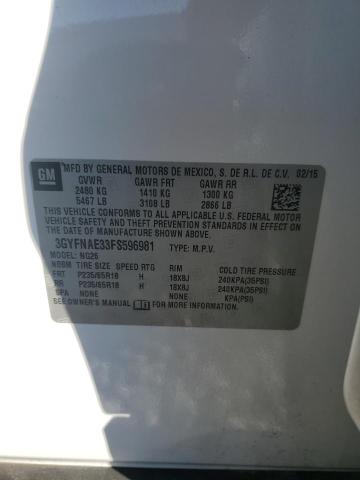 GM
MFD BY GENERAL MOTORS DE MEXICO, S. DE R.L. DE C.V. 02/15
GVWR GAWR FRT GAWR RR
2480 KG 1410 KG 1300 KG
5467 LB 3108 LB 2866 LB
THIS VEHICLE CONFORMS TO ALL APPLICABLE U.S. FEDERAL MOTOR
VEHICLE SAFETY, BUMPER, AND THEFT PREVENTION STANDARDS
IN EFFECT ON THE DATE OF MANUFACTURE SHOWN ABOVE.
3GYFNAE33FS596981 TYPE: M.P.V.
MODEL: NG26
TIRE SIZE SPEED RTG RIM COLD TIRE PRESSURE
FRT P235/65R18 H 18X8J 240KPA(35PSI)
RR P235/65R18 H 18X8J 240KPA(35PSI)
SPA NONE KPA(PSI)
SEE OWNER'S MANUAL FOR ADDITIONAL INFORMATION.